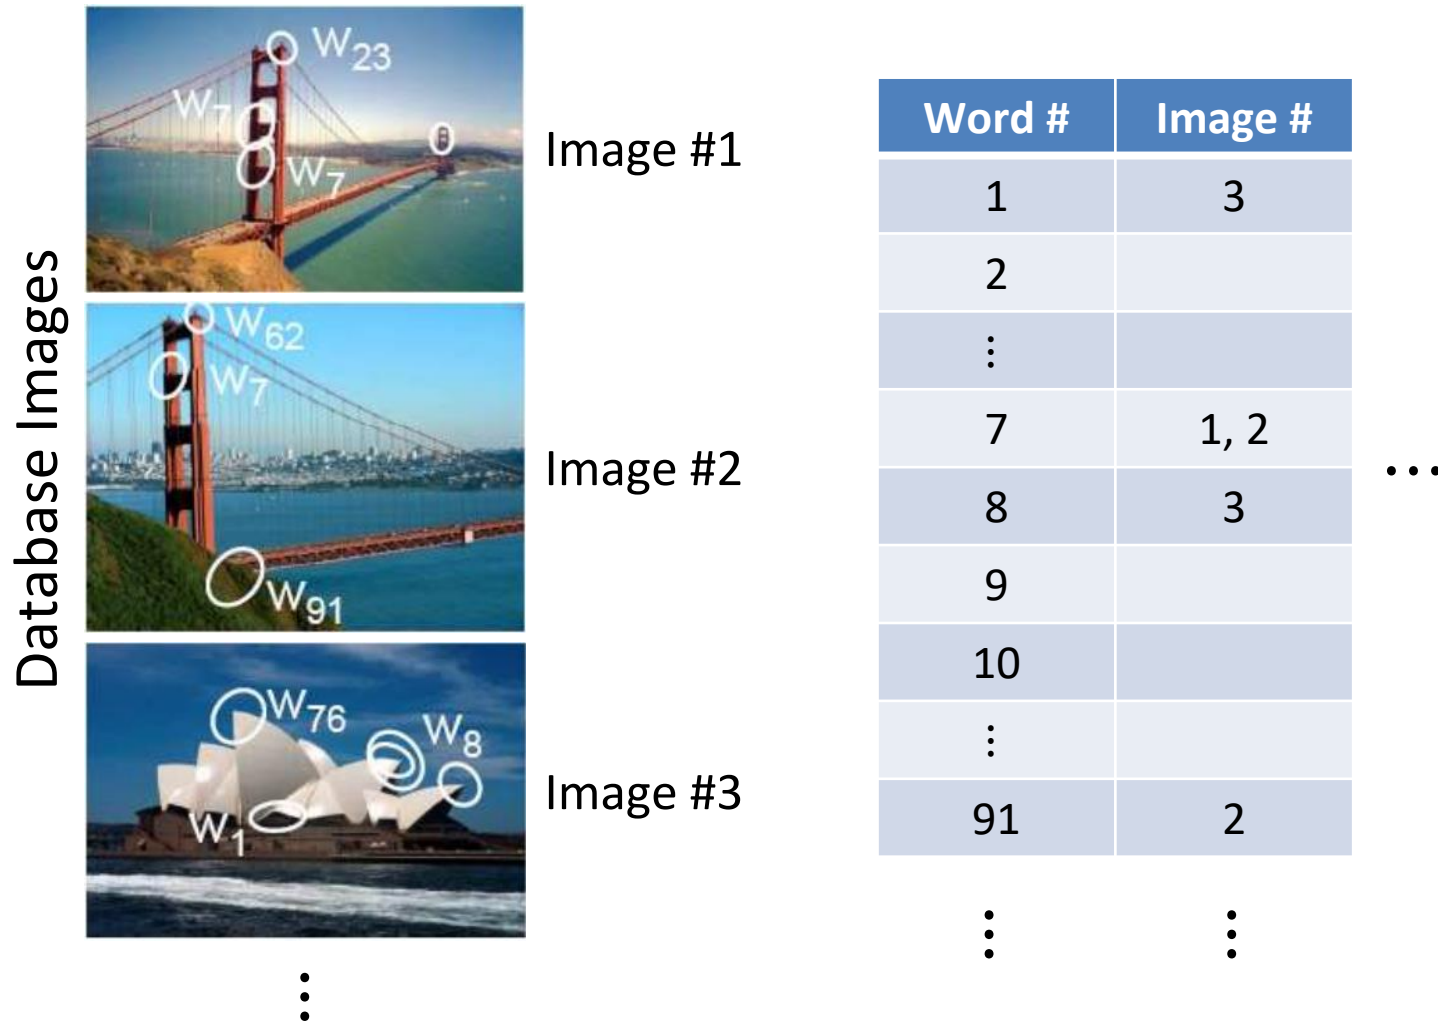 Database Images
W23
W7
W7
Image #1
W62
W7
W91
Image #2
W76
W8
W1
Image #3
⋮
Word # Image #
1 3
2
⋮
7 1, 2
8 3
9
10
⋮
91 2
⋮ ⋮
…